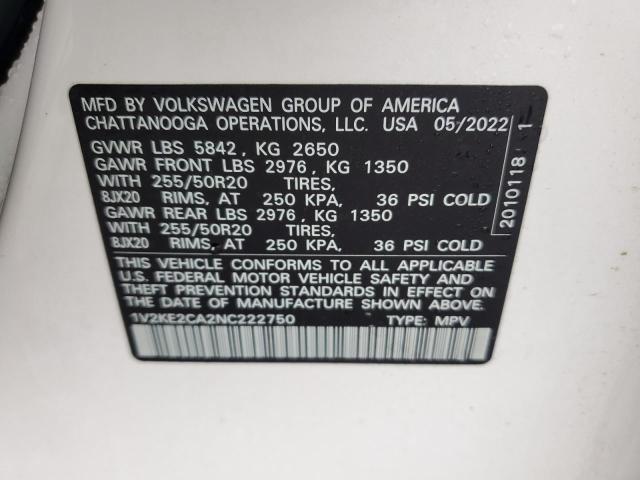 MFD BY VOLKSWAGEN GROUP OF AMERICA
CHATTANOOGA OPERATIONS, LLC. USA 05/2022
GVWR LBS 5842, KG 2650
GAWR FRONT LBS 2976, KG 1350
WITH 255/50R20 TIRES,
8JX20 RIMS, AT 250 KPA, 36 PSI COLD
GAWR REAR LBS 2976, KG 1350
WITH 255/50R20 TIRES,
8JX20 RIMS, AT 250 KPA, 36 PSI COLD
THIS VEHICLE CONFORMS TO ALL APPLICABLE
U.S. FEDERAL MOTOR VEHICLE SAFETY AND
THEFT PREVENTION STANDARDS IN EFFECT ON
THE DATE OF MANUFACTURE SHOWN ABOVE.
1V2KE2CA2NC222750 TYPE: MPV
2010118 1